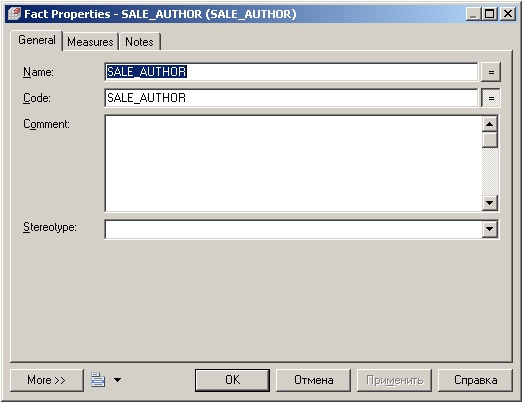 Fact Properties - SALE_AUTHOR (SALE_AUTHOR)
General Measures Notes
Name: SALE_AUTHOR =
Code: SALE_AUTHOR =
Comment:
Stereotype:
More >> OK Отмена Применить Справка